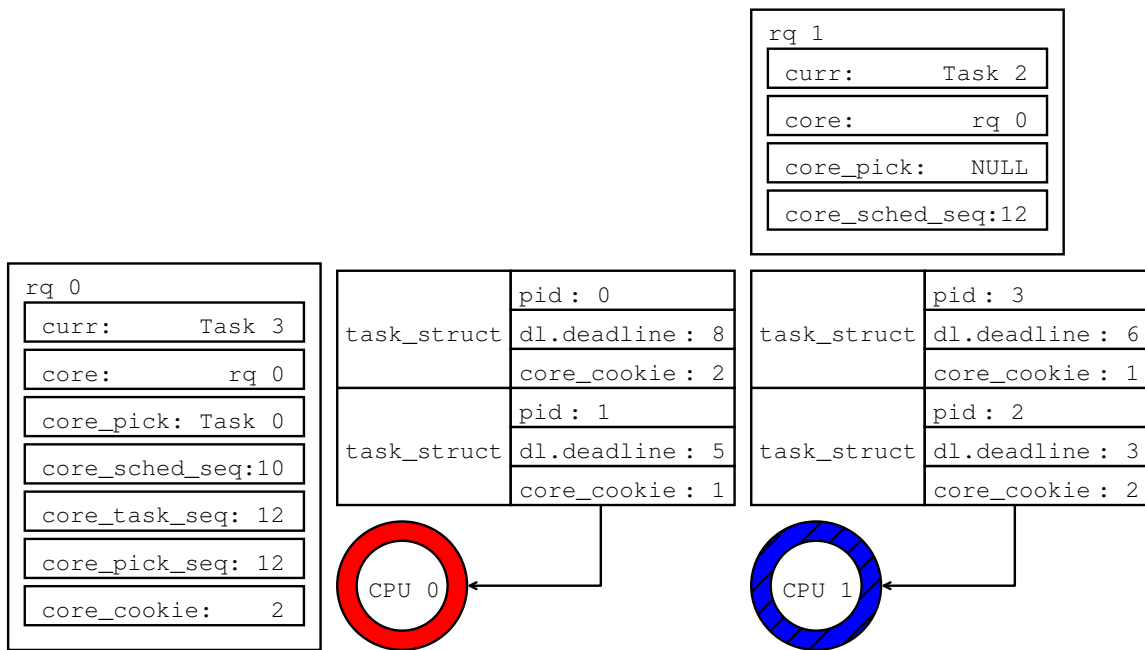 rq 1
curr: Task 2
core: rq 0
core_pick: NULL
core_sched_seq:12
rq 0
curr: Task 3
core: rq 0
core_pick: Task 0
core_sched_seq:10
core_task_seq: 12
core_pick_seq: 12
core_cookie: 2
task_struct
pid : 0
dl.deadline : 8
core_cookie : 2
task_struct
pid : 1
dl.deadline : 5
core_cookie : 1
CPU 0
task_struct
pid : 3
dl.deadline : 6
core_cookie : 1
task_struct
pid : 2
dl.deadline : 3
core_cookie : 2
CPU 1